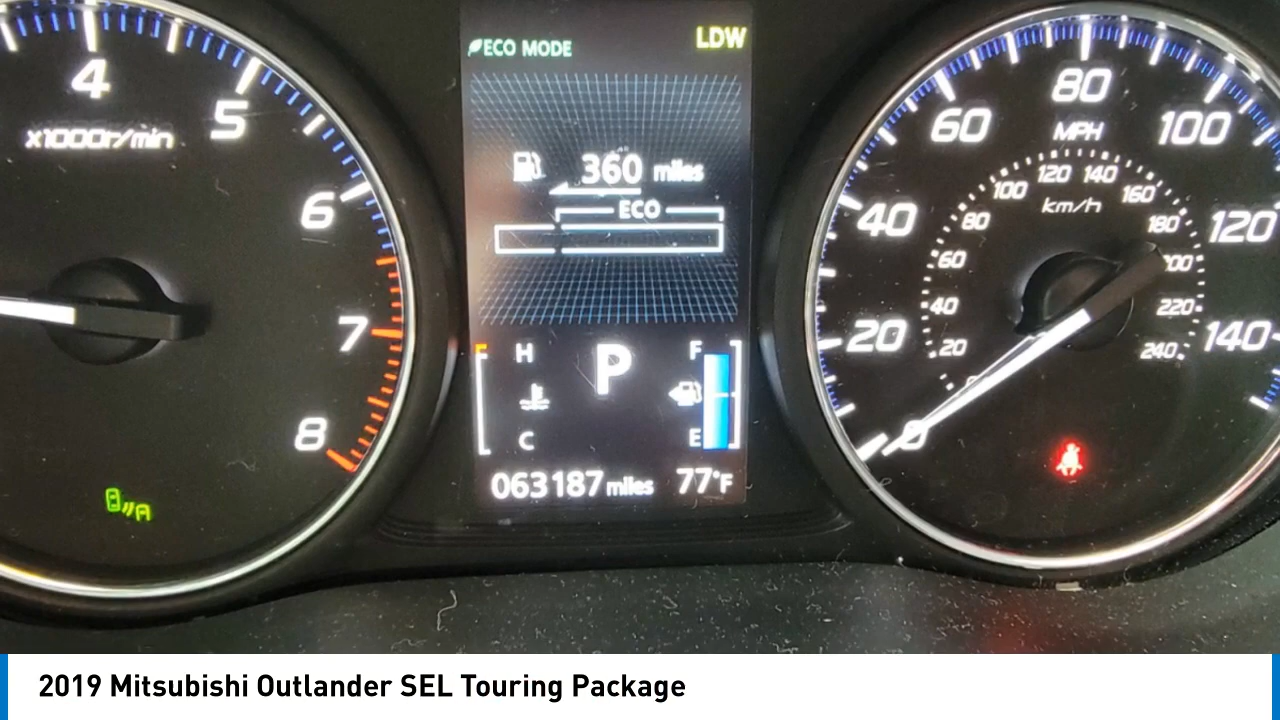 4
5
6
7
8
x1000r/min
ECO MODE
LDW
360 miles
ECO
H
C
P
F
E
063187 miles
77°F
0
20
40
60
80
100
120
140
MPH
km/h
20
40
60
80
100
120
140
160
180
220
240
A
2019 Mitsubishi Outlander SEL Touring Package